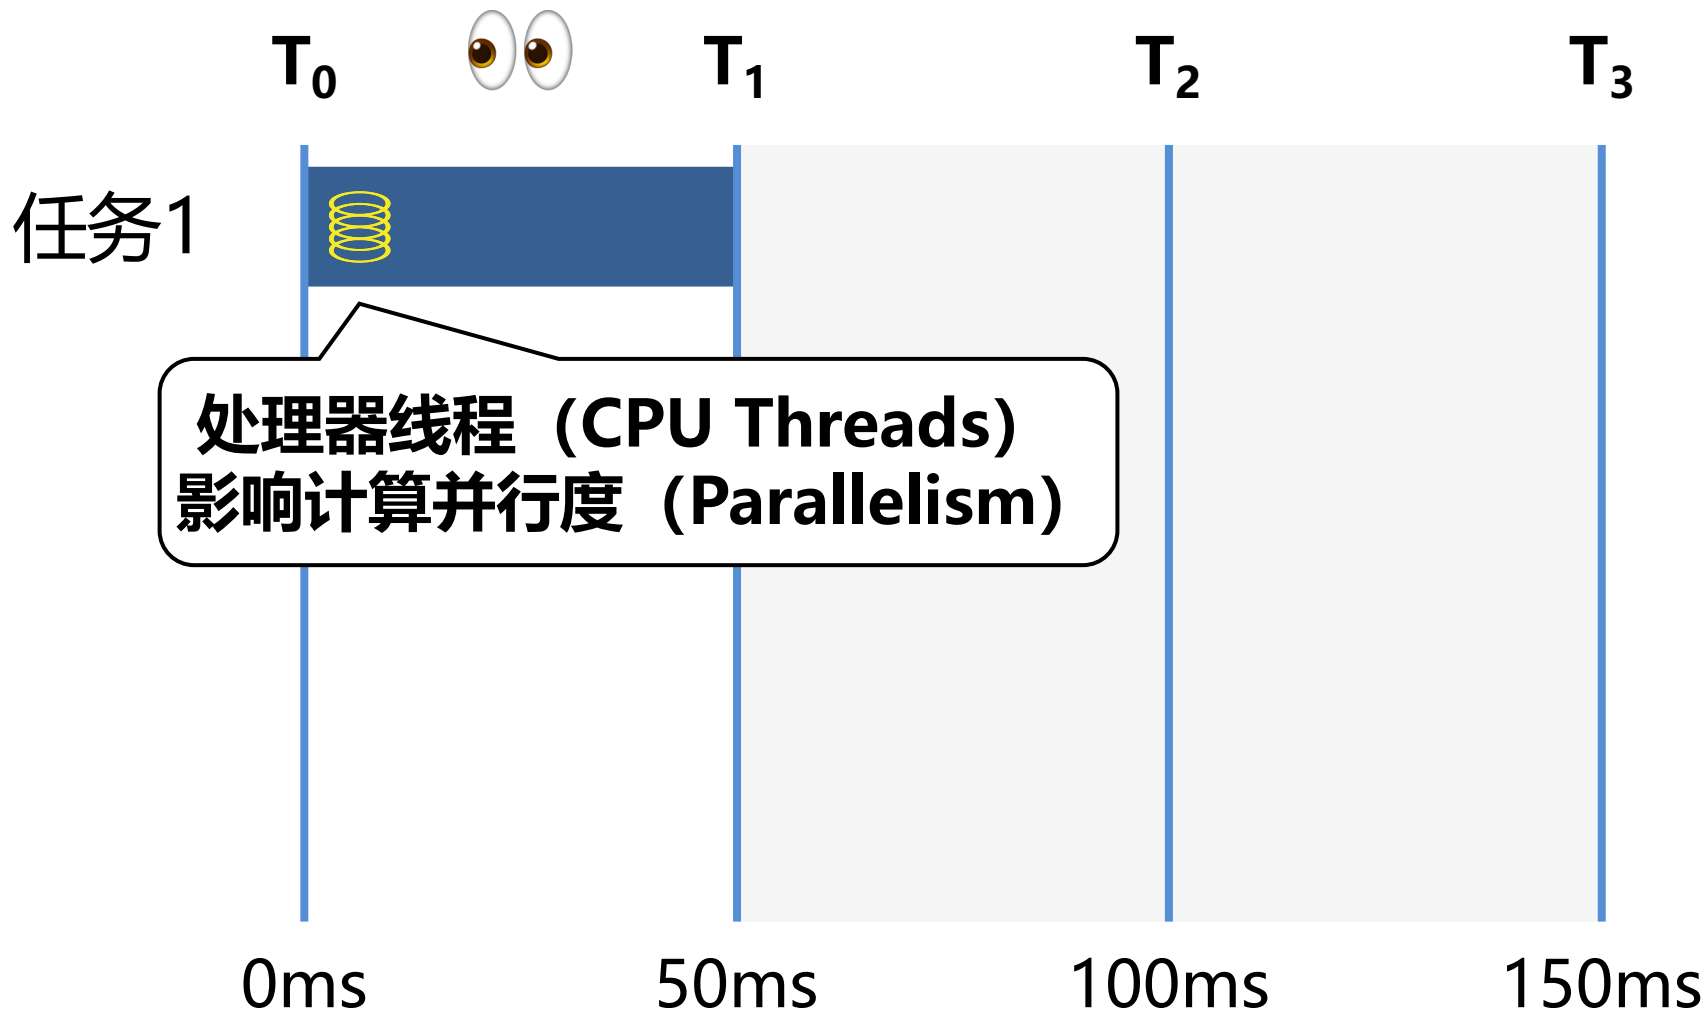 T₀ T₁ T₂ T₃
任务1
处理器线程（CPU Threads）
影响计算并行度（Parallelism）
0ms 50ms 100ms 150ms